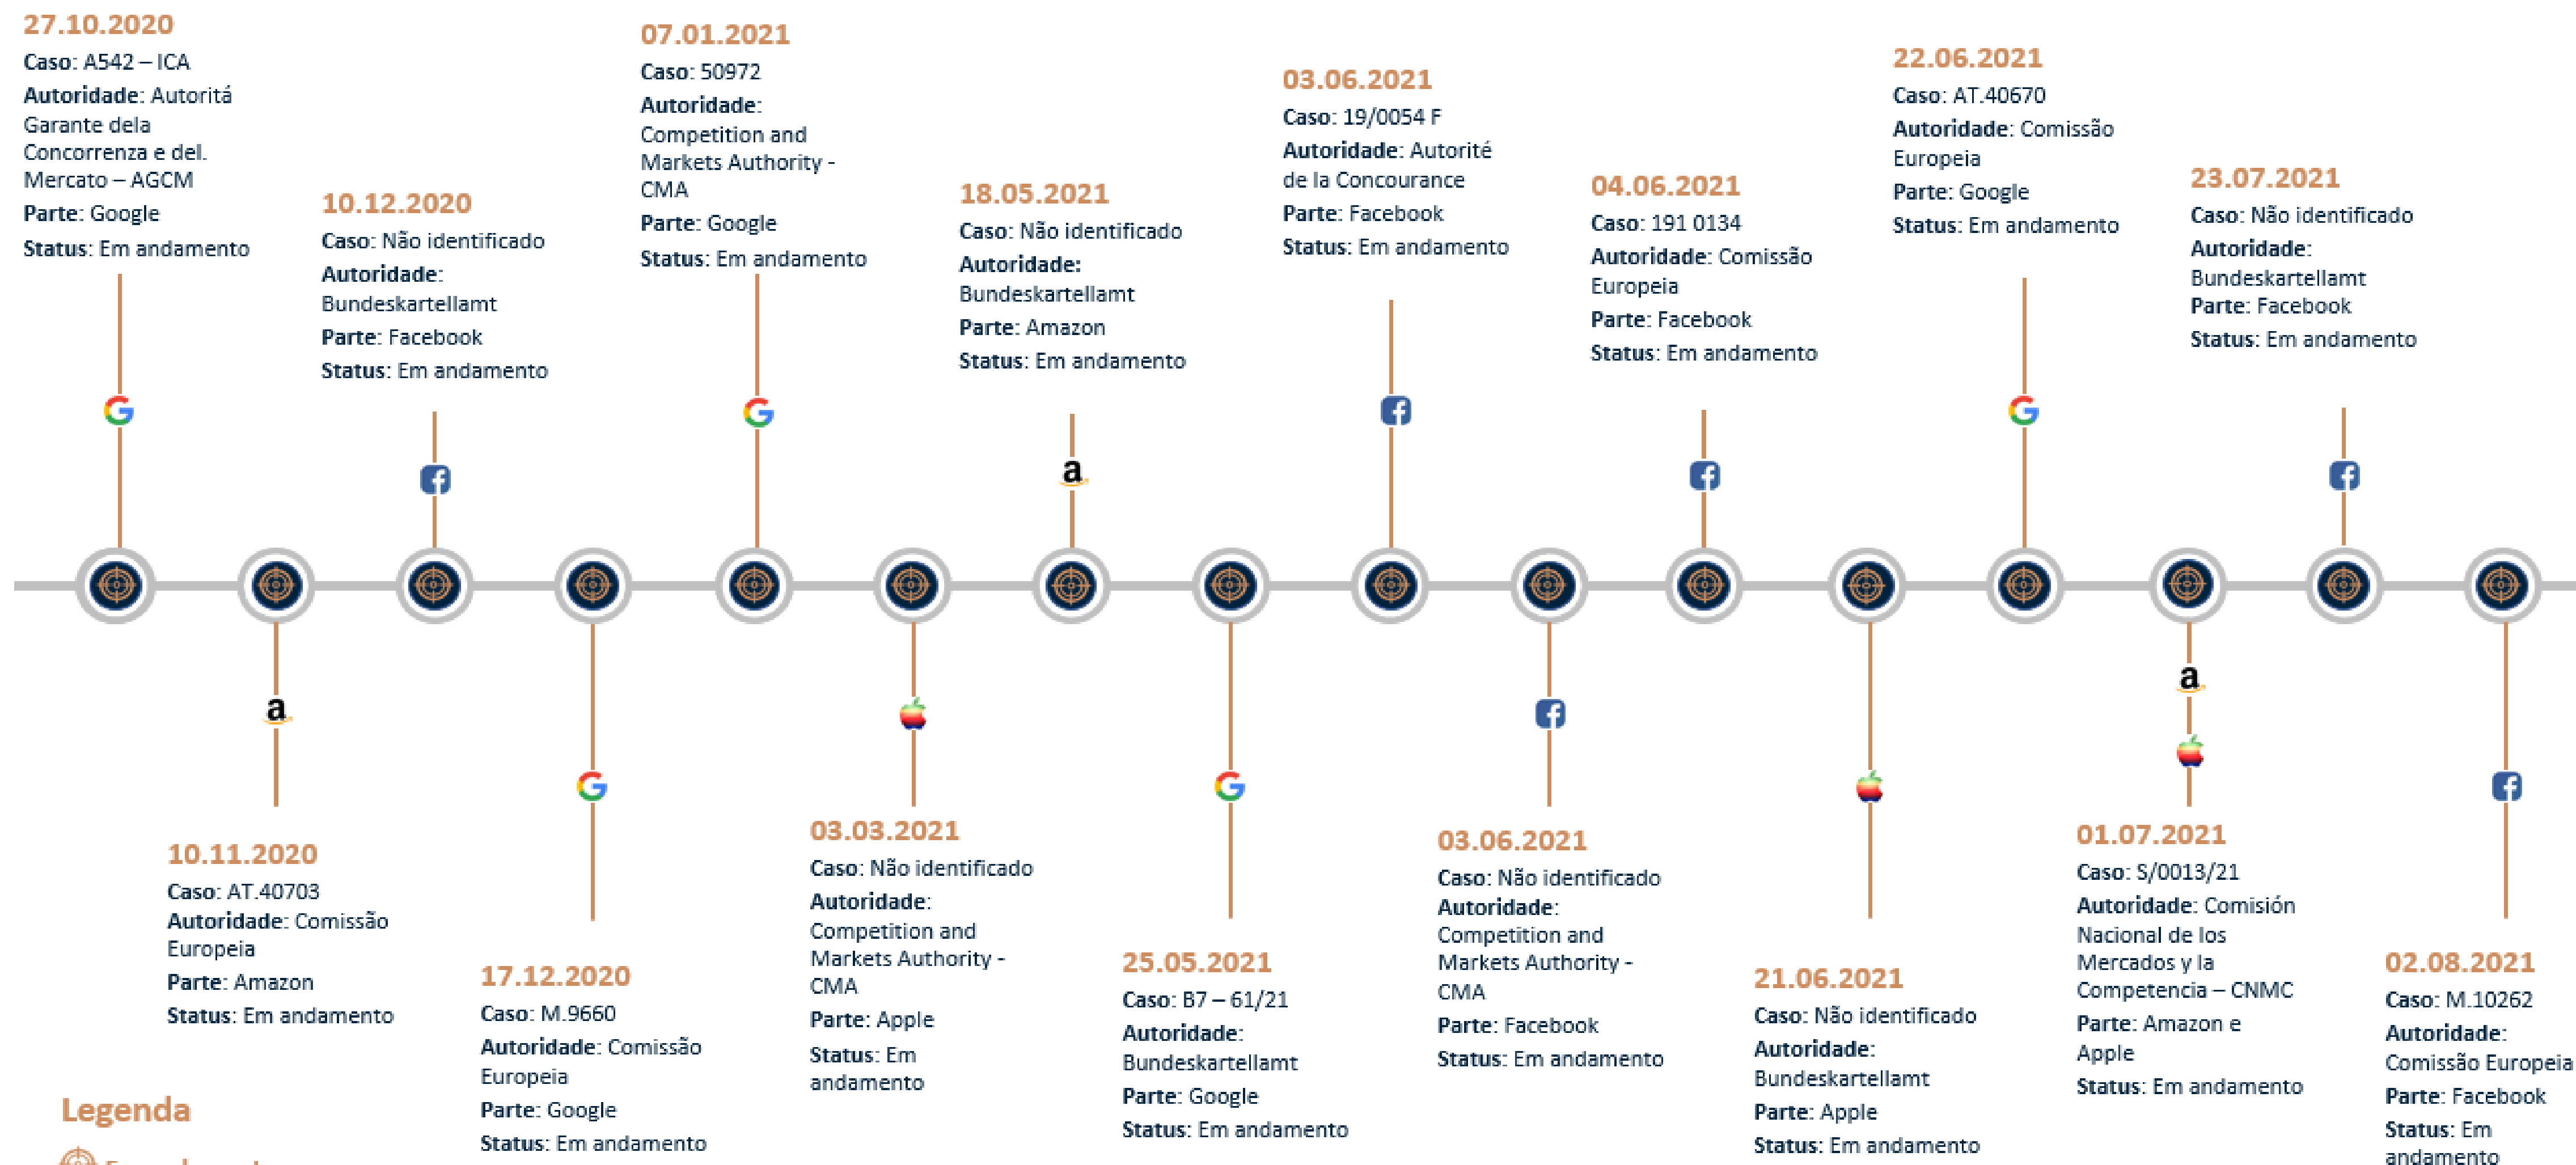 27.10.2020
Caso: A542 – ICA
Autoridade: Autoritá
Garante dela
Concorrenza e del.
Mercato – AGCM
Parte: Google
Status: Em andamento
10.12.2020
Caso: Não identificado
Autoridade:
Bundeskartellamt
Parte: Facebook
Status: Em andamento
07.01.2021
Caso: 50972
Autoridade:
Competition and
Markets Authority -
CMA
Parte: Google
Status: Em andamento
18.05.2021
Caso: Não identificado
Autoridade:
Bundeskartellamt
Parte: Amazon
Status: Em andamento
03.06.2021
Caso: 19/0054 F
Autoridade: Autorité
de la Concourance
Parte: Facebook
Status: Em andamento
04.06.2021
Caso: 191 0134
Autoridade: Comissão
Europeia
Parte: Facebook
Status: Em andamento
22.06.2021
Caso: AT.40670
Autoridade: Comissão
Europeia
Parte: Google
Status: Em andamento
23.07.2021
Caso: Não identificado
Autoridade:
Bundeskartellamt
Parte: Facebook
Status: Em andamento
10.11.2020
Caso: AT.40703
Autoridade: Comissão
Europeia
Parte: Amazon
Status: Em andamento
17.12.2020
Caso: M.9660
Autoridade: Comissão
Europeia
Parte: Google
Status: Em andamento
03.03.2021
Caso: Não identificado
Autoridade:
Competition and
Markets Authority -
CMA
Parte: Apple
Status: Em
andamento
25.05.2021
Caso: B7 – 61/21
Autoridade:
Bundeskartellamt
Parte: Google
Status: Em andamento
03.06.2021
Caso: Não identificado
Autoridade:
Competition and
Markets Authority -
CMA
Parte: Facebook
Status: Em andamento
21.06.2021
Caso: Não identificado
Autoridade:
Bundeskartellamt
Parte: Apple
Status: Em andamento
01.07.2021
Caso: S/0013/21
Autoridade: Comisión
Nacional de los
Mercados y la
Competencia – CNMC
Parte: Amazon e
Apple
Status: Em andamento
02.08.2021
Caso: M.10262
Autoridade:
Comissão Europeia
Parte: Facebook
Status: Em
andamento
Legenda